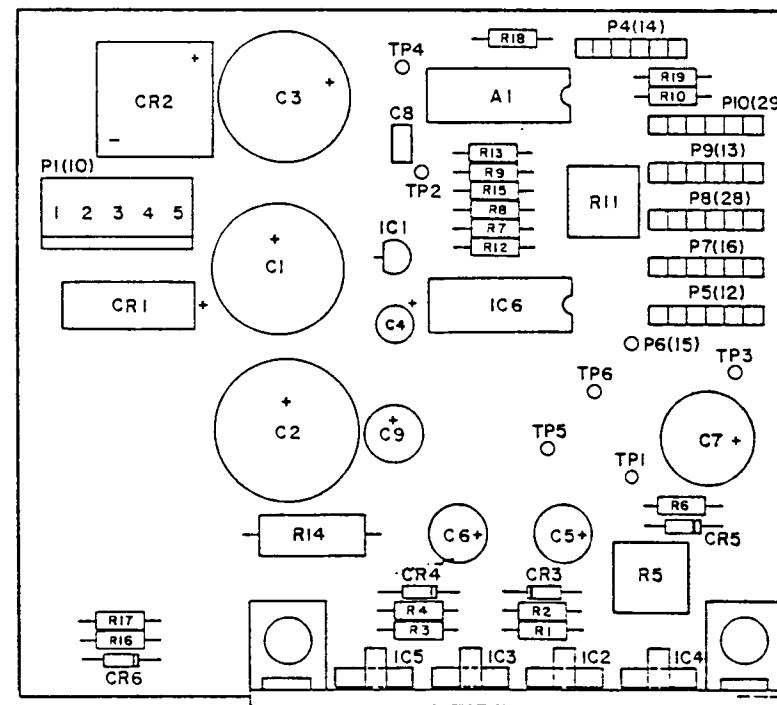 R18
P4(14)
TP4
+
CR2
-
C3
+
A1
R19
R10
P10(29
C8
P1(10)
1 2 3 4 5
R13
R9
R15
R8
R7
R12
TP2
R11
P9(13)
P8(28)
P7(16)
P5(12)
IC1
+
C1
CR1
+
+
C4
IC6
P6(15)
TP3
TP6
+
C2
+
C9
TP5
C7
+
TP1
R6
CR5
R14
C6+
C5+
R5
CR4
CR3
R4
R3
R2
R1
R17
R16
CR6
IC5
IC3
IC2
IC4